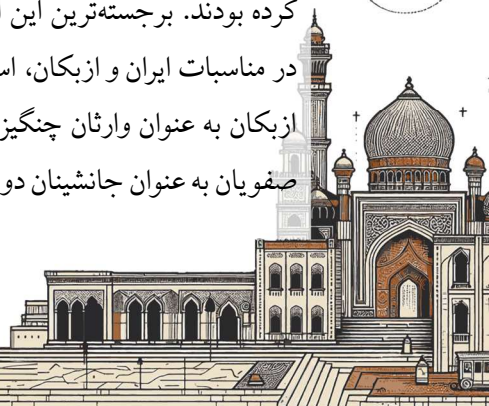 کرده بودند. برجسته‌ترین این
در مناسبات ایران و ازبکان،
ازبکان به عنوان وارثان چنگیز
صفویان به عنوان جانشینان دو